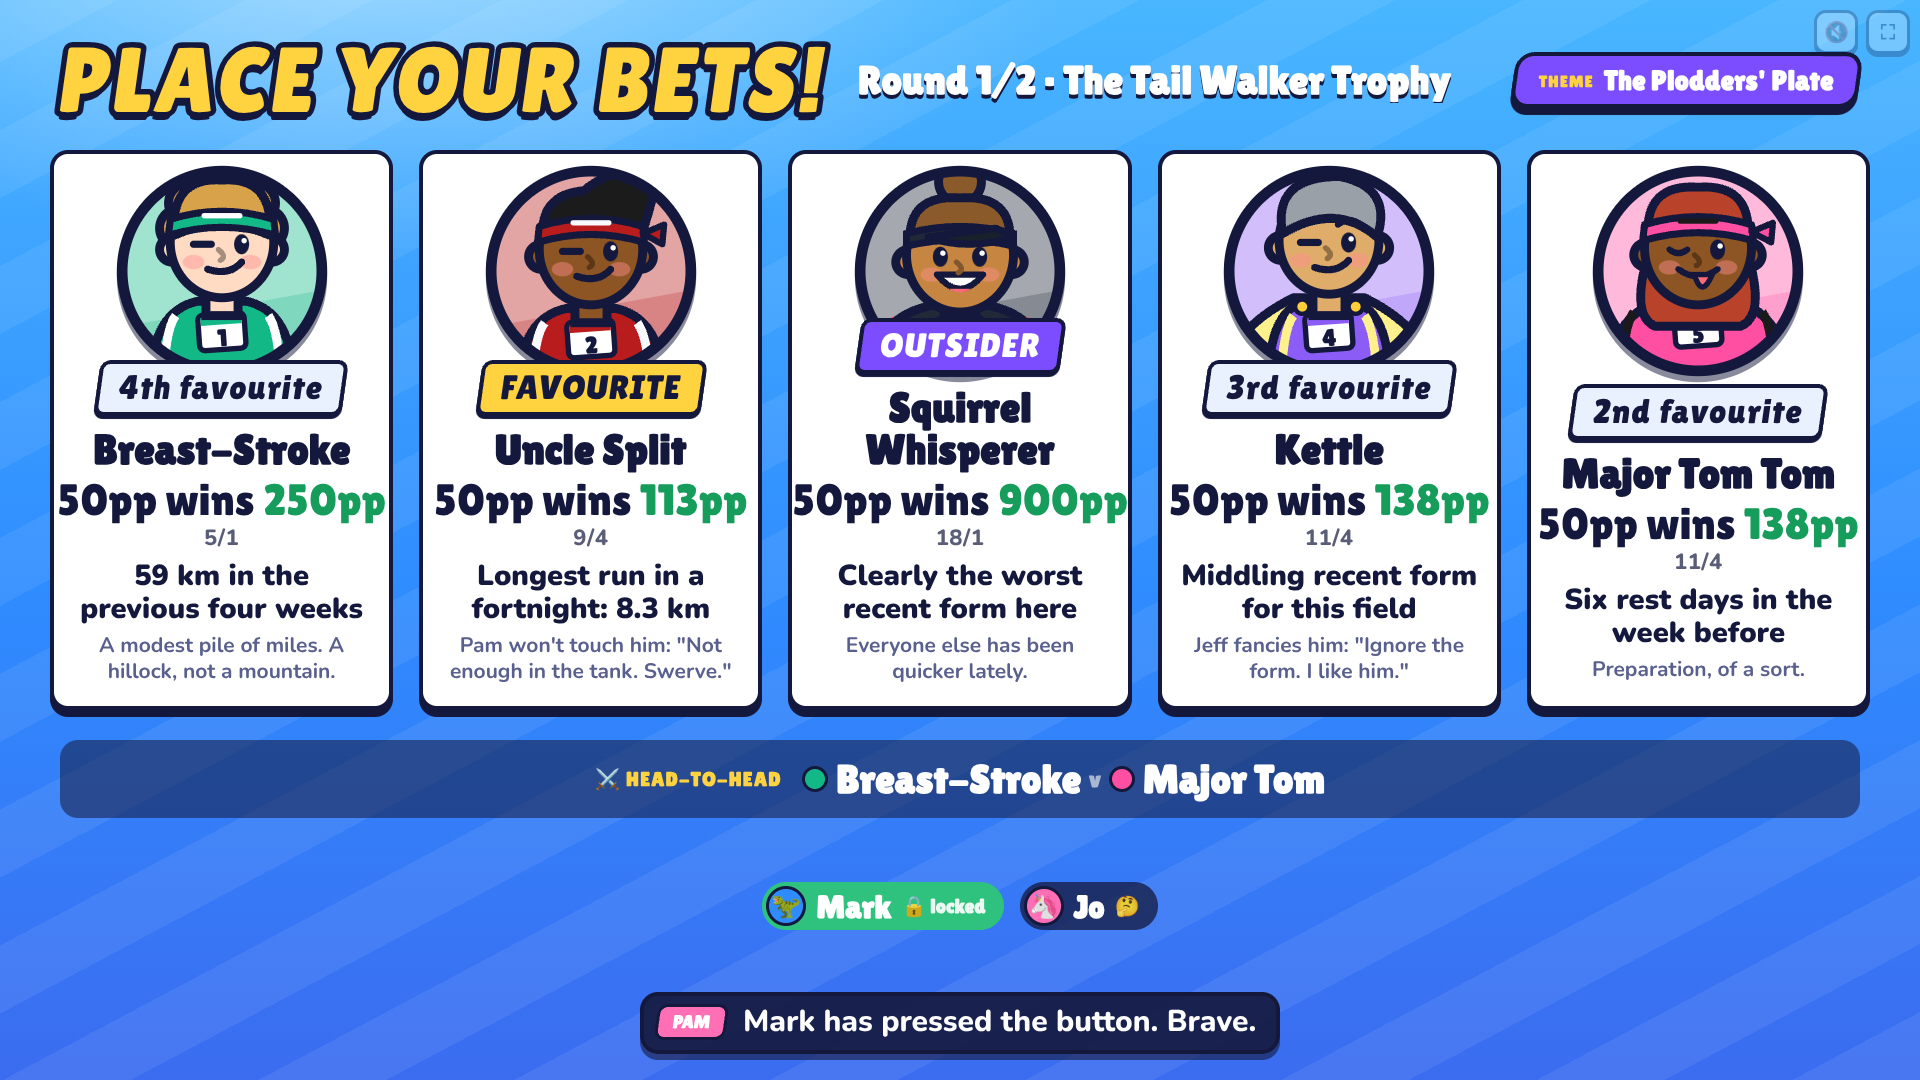 PLACE YOUR BETS!
Round 1/2 · The Tail Walker Trophy
THEME The Plodders' Plate
1
4th favourite
Breast-Stroke
50pp wins 250pp
5/1
59 km in the
previous four weeks
A modest pile of miles. A
hillock, not a mountain.
2
FAVOURITE
Uncle Split
50pp wins 113pp
9/4
Longest run in a
fortnight: 8.3 km
Pam won't touch him: "Not
enough in the tank. Swerve."
OUTSIDER
Squirrel
Whisperer
50pp wins 900pp
18/1
Clearly the worst
recent form here
Everyone else has been
quicker lately.
4
3rd favourite
Kettle
50pp wins 138pp
11/4
Middling recent form
for this field
Jeff fancies him: "Ignore the
form. I like him."
5
2nd favourite
Major Tom Tom
50pp wins 138pp
11/4
Six rest days in the
week before
Preparation, of a sort.
HEAD-TO-HEAD Breast-Stroke v Major Tom
Mark locked
Jo
PAM Mark has pressed the button. Brave.